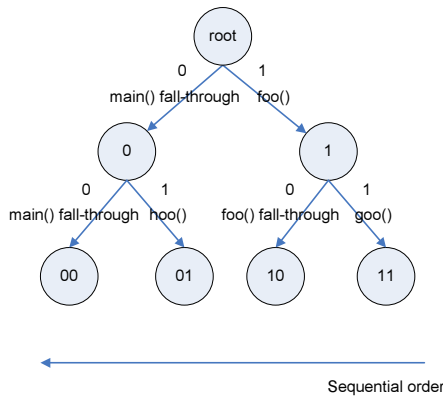 root
0 1
main() fall-through foo()
0 1
0 1 0 1
main() fall-through hoo() foo() fall-through goo()
00 01 10 11
Sequential order